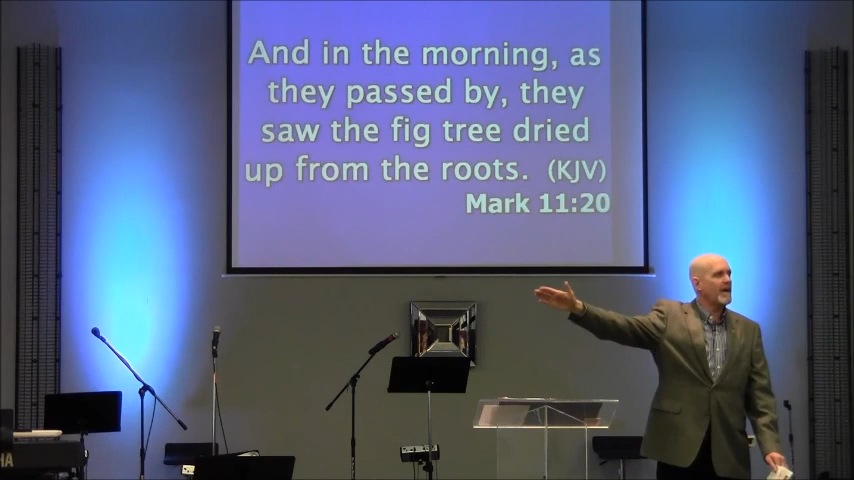 And in the morning, as
they passed by, they
saw the fig tree dried
up from the roots. (KJV)
Mark 11:20
HA